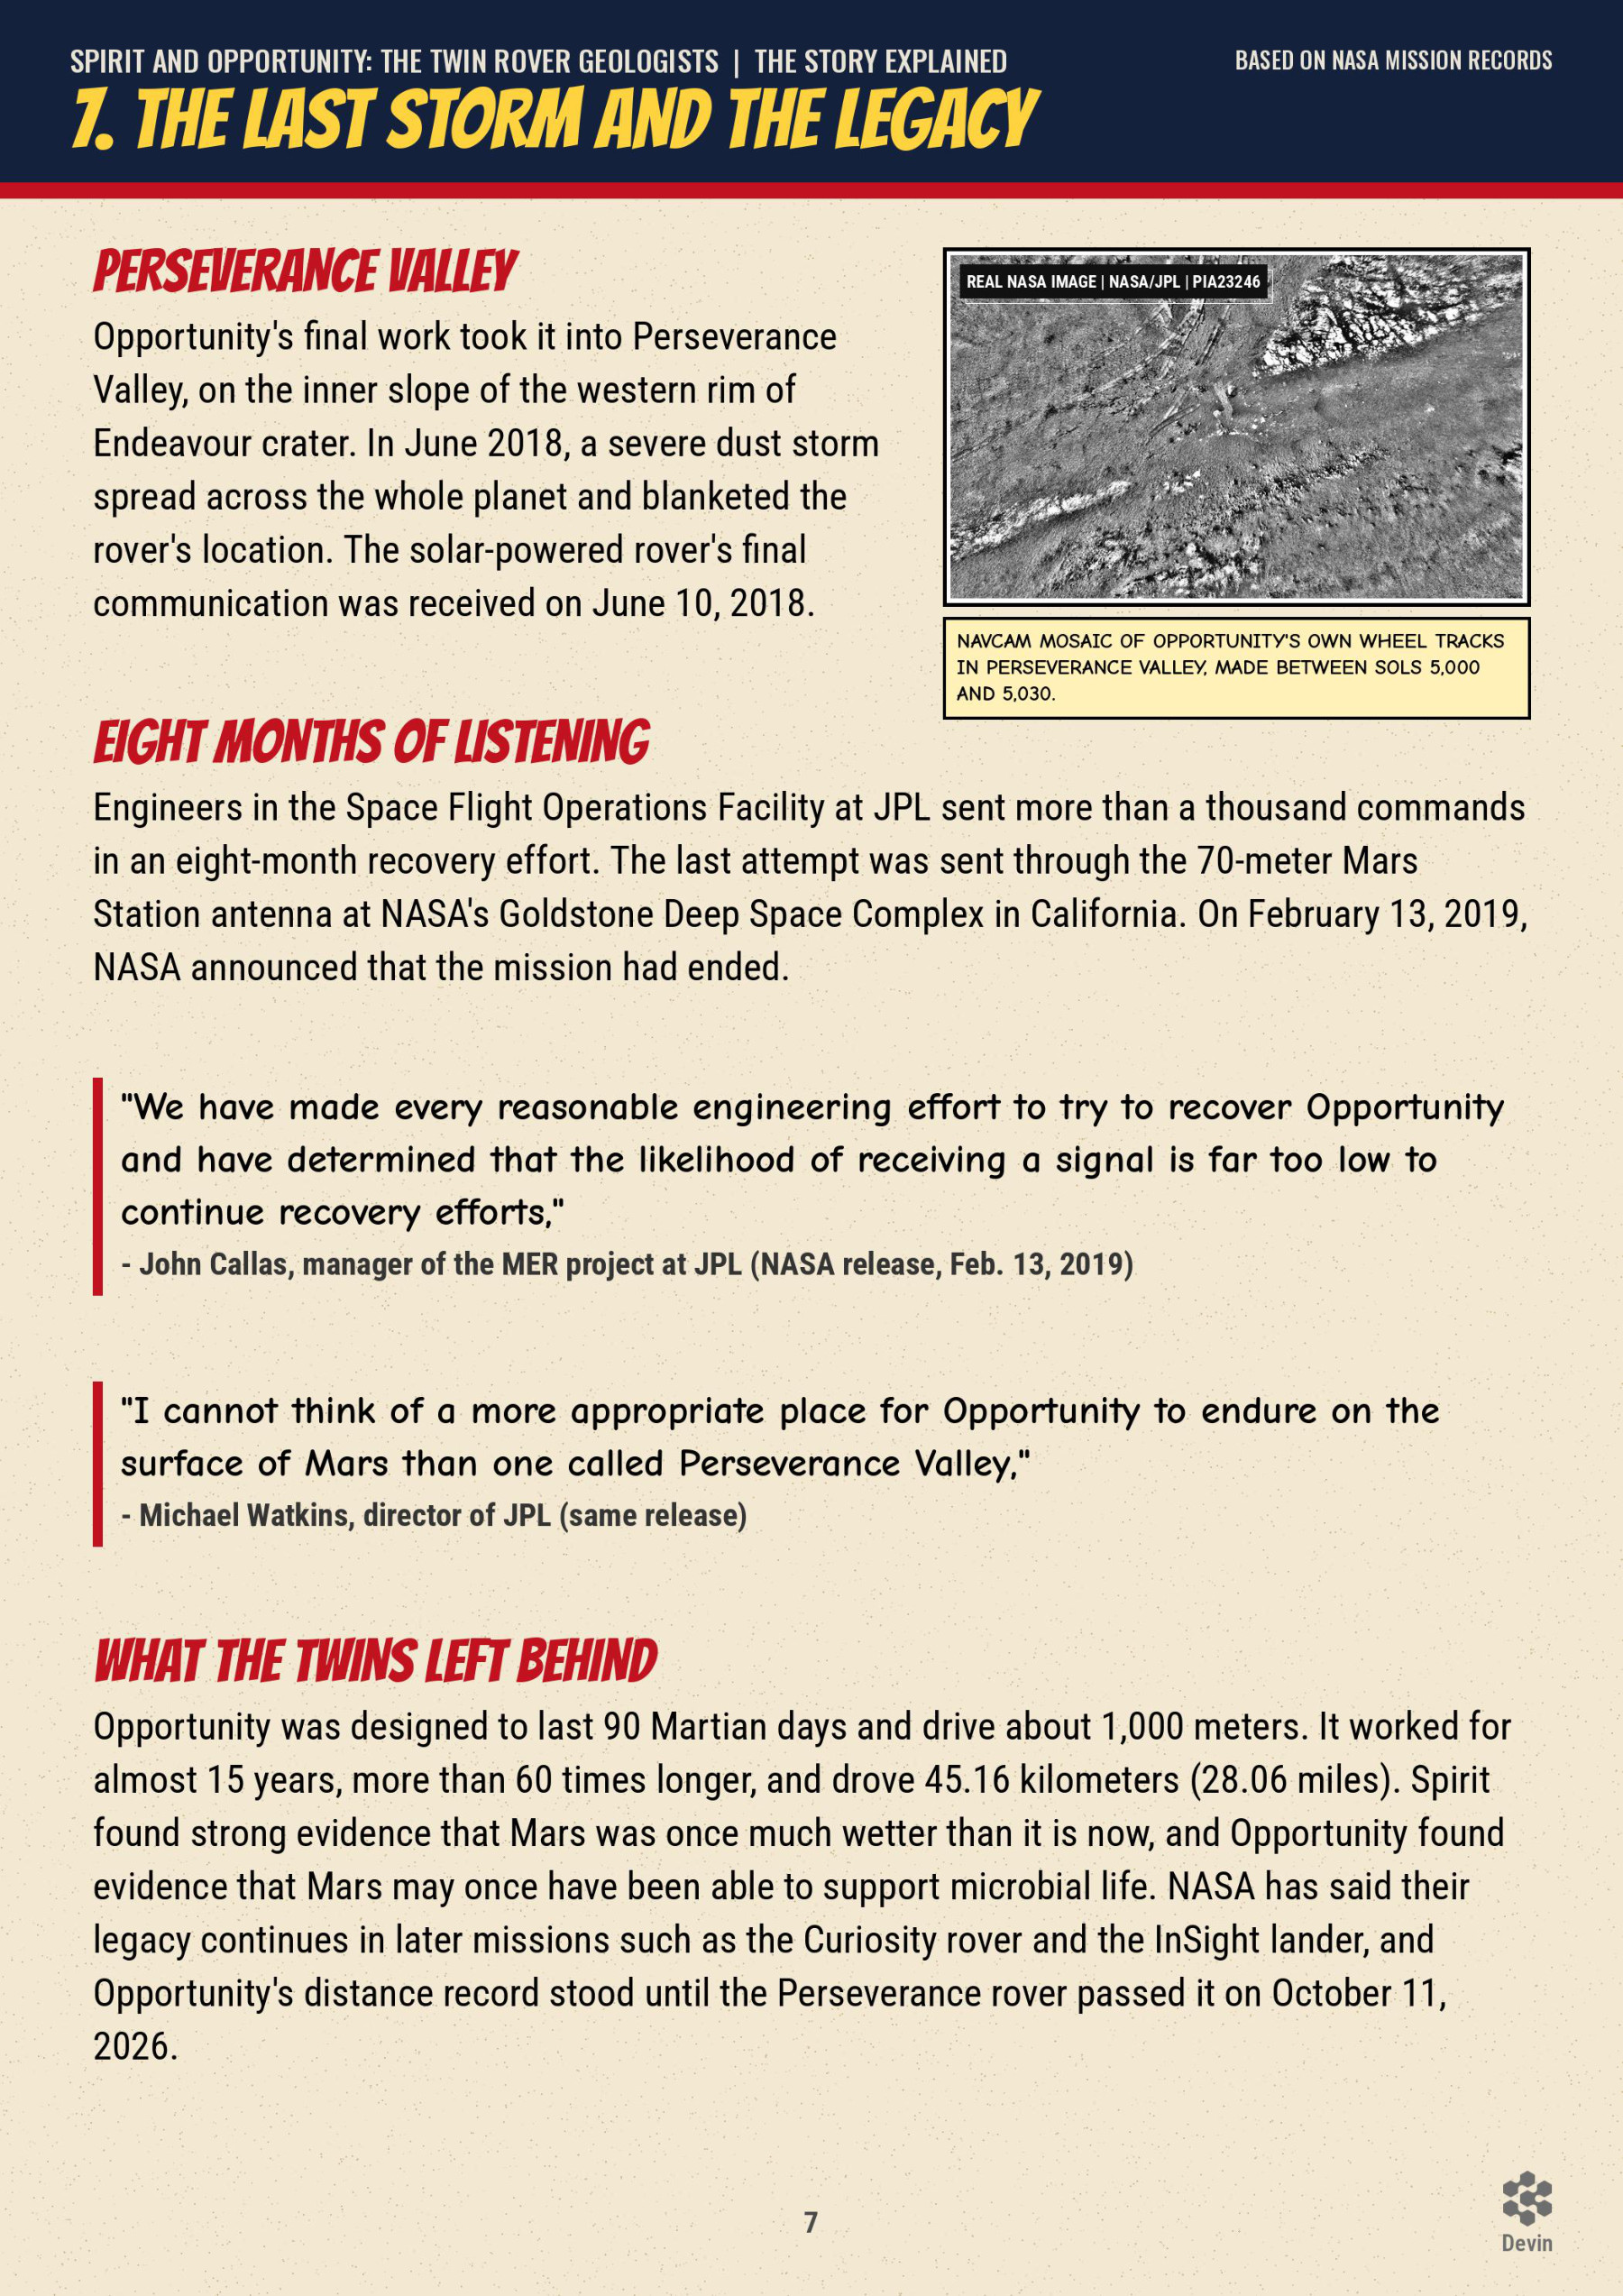 SPIRIT AND OPPORTUNITY: THE TWIN ROVER GEOLOGISTS | THE STORY EXPLAINED
BASED ON NASA MISSION RECORDS
7. THE LAST STORM AND THE LEGACY
PERSEVERANCE VALLEY
Opportunity's final work took it into Perseverance
Valley, on the inner slope of the western rim of
Endeavour crater. In June 2018, a severe dust storm
spread across the whole planet and blanketed the
rover's location. The solar-powered rover's final
communication was received on June 10, 2018.
REAL NASA IMAGE | NASA/JPL | PIA23246
NAVCAM MOSAIC OF OPPORTUNITY'S OWN WHEEL TRACKS
IN PERSEVERANCE VALLEY, MADE BETWEEN SOLS 5,000
AND 5,030.
EIGHT MONTHS OF LISTENING
Engineers in the Space Flight Operations Facility at JPL sent more than a thousand commands
in an eight-month recovery effort. The last attempt was sent through the 70-meter Mars
Station antenna at NASA's Goldstone Deep Space Complex in California. On February 13, 2019,
NASA announced that the mission had ended.
"We have made every reasonable engineering effort to try to recover Opportunity
and have determined that the likelihood of receiving a signal is far too low to
continue recovery efforts,"
- John Callas, manager of the MER project at JPL (NASA release, Feb. 13, 2019)
"I cannot think of a more appropriate place for Opportunity to endure on the
surface of Mars than one called Perseverance Valley,"
- Michael Watkins, director of JPL (same release)
WHAT THE TWINS LEFT BEHIND
Opportunity was designed to last 90 Martian days and drive about 1,000 meters. It worked for
almost 15 years, more than 60 times longer, and drove 45.16 kilometers (28.06 miles). Spirit
found strong evidence that Mars was once much wetter than it is now, and Opportunity found
evidence that Mars may once have been able to support microbial life. NASA has said their
legacy continues in later missions such as the Curiosity rover and the InSight lander, and
Opportunity's distance record stood until the Perseverance rover passed it on October 11,
2026.
7
Devin